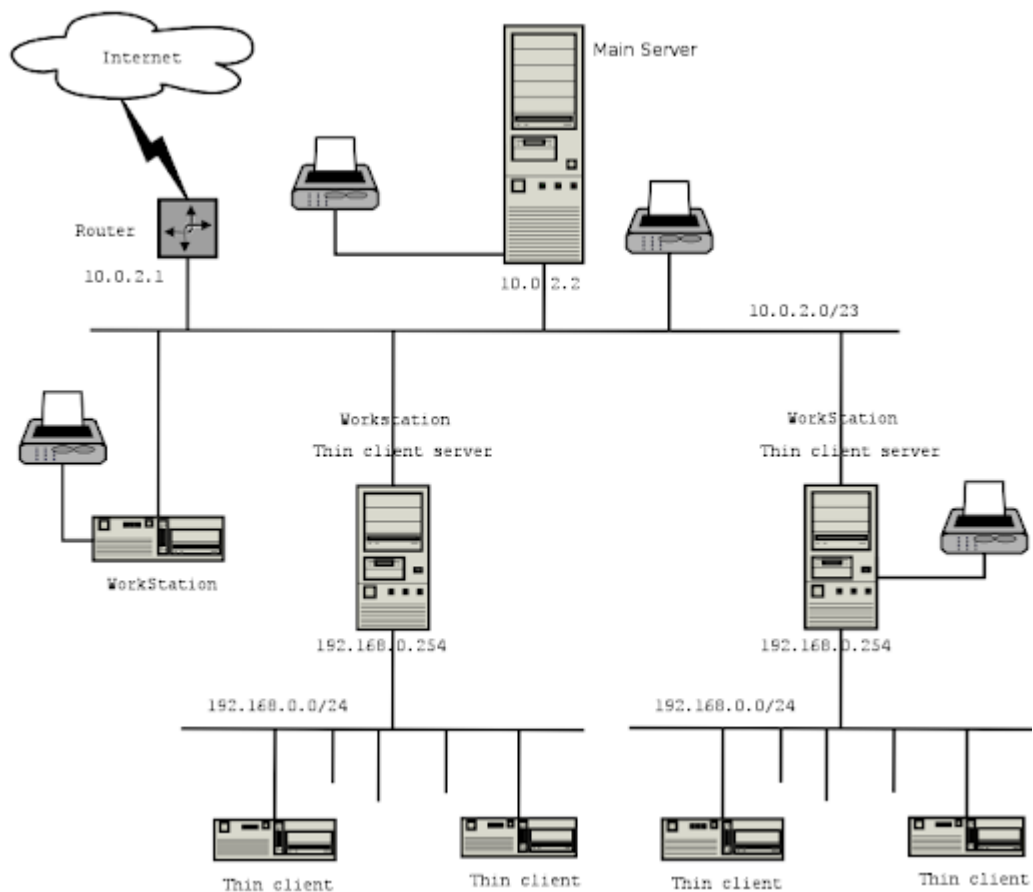 Internet
Main Server
Router
10.0.2.1
10.0.2.2
10.0.2.0/23
Workstation
Thin client server
WorkStation
Thin client server
WorkStation
192.168.0.254
192.168.0.254
192.168.0.0/24
192.168.0.0/24
Thin client
Thin client
Thin client
Thin client